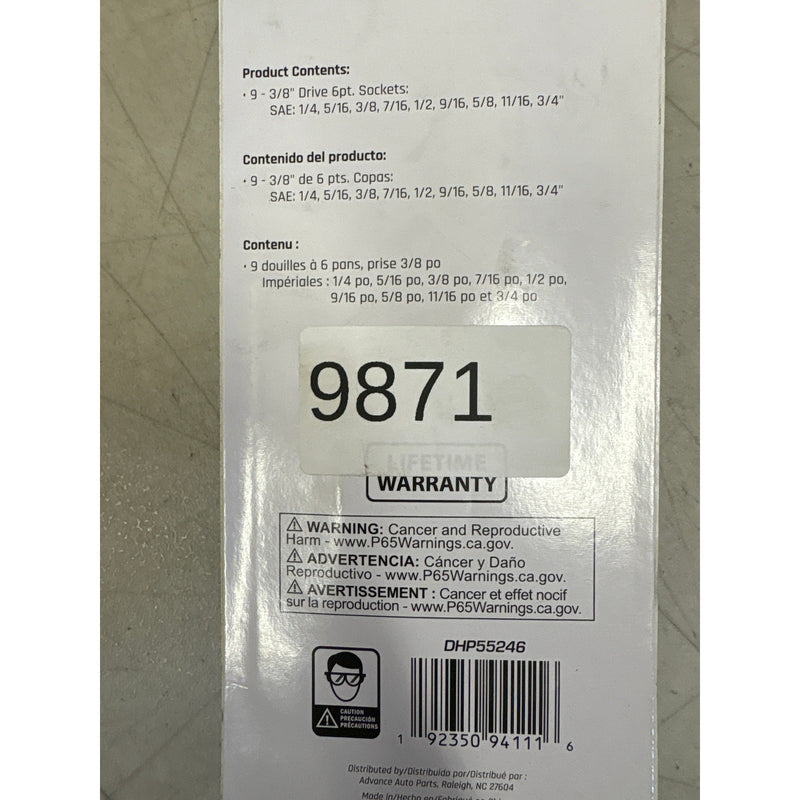 Product Contents:
• 9 - 3/8" Drive 6pt. Sockets:
SAE: 1/4, 5/16, 3/8, 7/16, 1/2, 9/16, 5/8, 11/16, 3/4"
Contenido del producto:
• 9 - 3/8" de 6 pts. Copas:
SAE: 1/4, 5/16, 3/8, 7/16, 1/2, 9/16, 5/8, 11/16, 3/4"
Contenu :
• 9 douilles à 6 pans, prise 3/8 po
Impériales : 1/4 po, 5/16 po, 3/8 po, 7/16 po, 1/2 po,
9/16 po, 5/8 po, 11/16 po et 3/4 po
9871
LIFETIME
WARRANTY
⚠ WARNING: Cancer and Reproductive
Harm - www.P65Warnings.ca.gov.
⚠ ADVERTENCIA: Cáncer y Daño
Reproductivo - www.P65Warnings.ca.gov.
⚠ AVERTISSEMENT : Cancer et effet nocif
sur la reproduction - www.P65Warnings.ca.gov.
DHP55246
CAUTION
PRECAUCIÓN
PRÉCAUTIONS
1 92350 94111 6
Distributed by/Distribuido por/Distribué par :
Advance Auto Parts, Raleigh, NC 27604
Made in/Hecho en/Fabriqué en